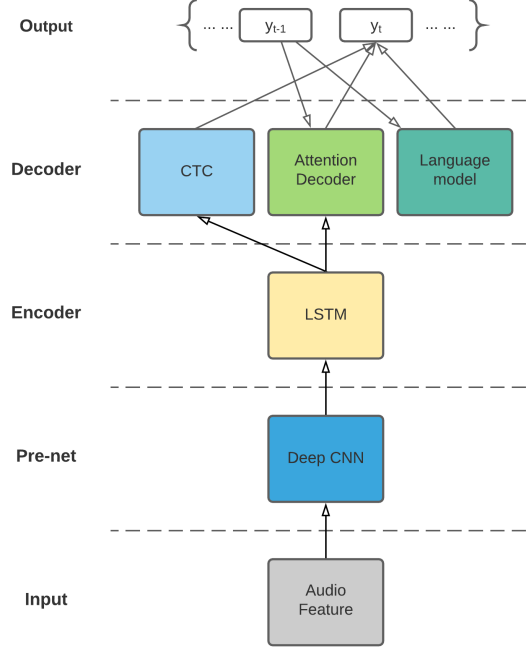 Output
... ...
yt-1
yt
... ...
Decoder
CTC
Attention
Decoder
Language
model
Encoder
LSTM
Pre-net
Deep CNN
Input
Audio
Feature